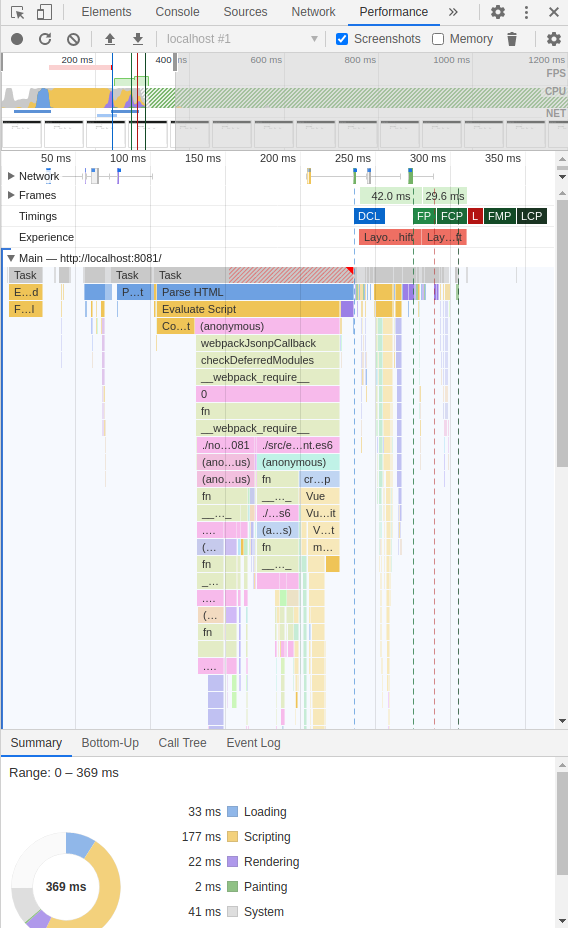 Elements Console Sources Network Performance »
localhost #1 Screenshots Memory
200 ms 400 ms 600 ms 800 ms 1000 ms 1200 ms
FPS
CPU
NET
50 ms 100 ms 150 ms 200 ms 250 ms 300 ms 350 ms
Network
Frames 42.0 ms 29.6 ms
Timings DCL FP FCP L FMP LCP
Experience Layo…hift Lay…ft
Main — http://localhost:8081/
Task Task Task
E…d P…t Parse HTML
F…l Evaluate Script
Co…t (anonymous)
webpackJsonpCallback
checkDeferredModules
__webpack_require__
0
fn
__webpack_require__
./no…081 ./src/e…nt.es6
(ano…us) (anonymous)
(ano…us) fn cr…p
fn __…_ Vue
__…_ ./…s6 Vu…it
…. (a…s) V…t
(… fn m…
fn __…_
_…
….
(…
fn
….
Summary Bottom-Up Call Tree Event Log
Range: 0 – 369 ms
33 ms Loading
177 ms Scripting
22 ms Rendering
369 ms
2 ms Painting
41 ms System